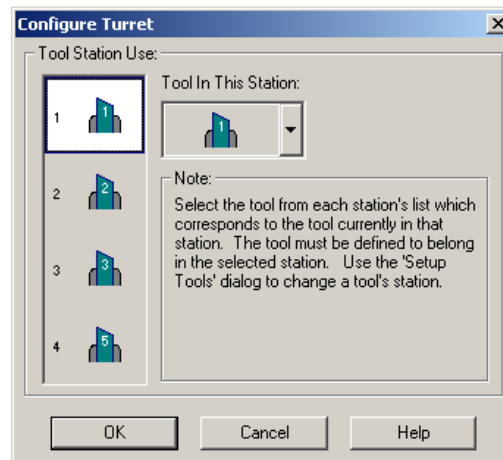 Configure Turret
Tool Station Use:
Tool In This Station:
1 1
1
2 2
Note:
Select the tool from each station's list which
corresponds to the tool currently in that
station. The tool must be defined to belong
in the selected station. Use the 'Setup
Tools' dialog to change a tool's station.
3 3
4 5
OK Cancel Help